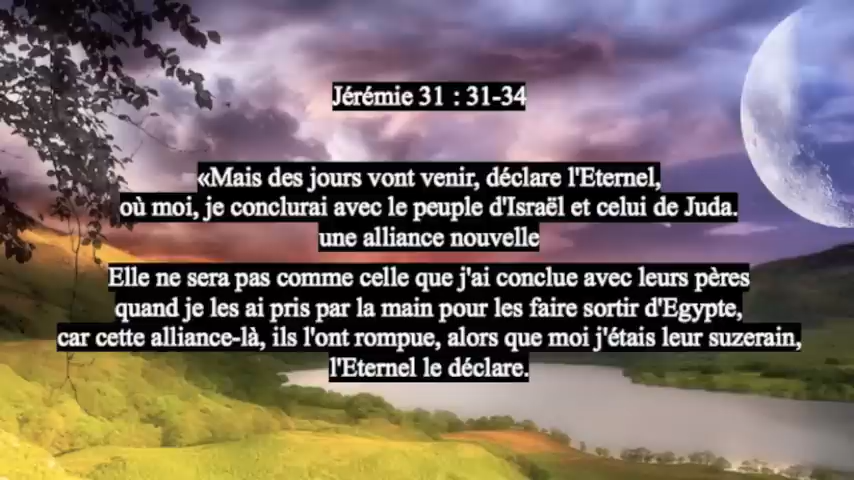 Jérémie 31 : 31-34
«Mais des jours vont venir, déclare l'Eternel,
où moi, je conclurai avec le peuple d'Israël et celui de Juda.
une alliance nouvelle
Elle ne sera pas comme celle que j'ai conclue avec leurs pères
quand je les ai pris par la main pour les faire sortir d'Egypte,
car cette alliance-là, ils l'ont rompue, alors que moi j'étais leur suzerain,
l'Eternel le déclare.